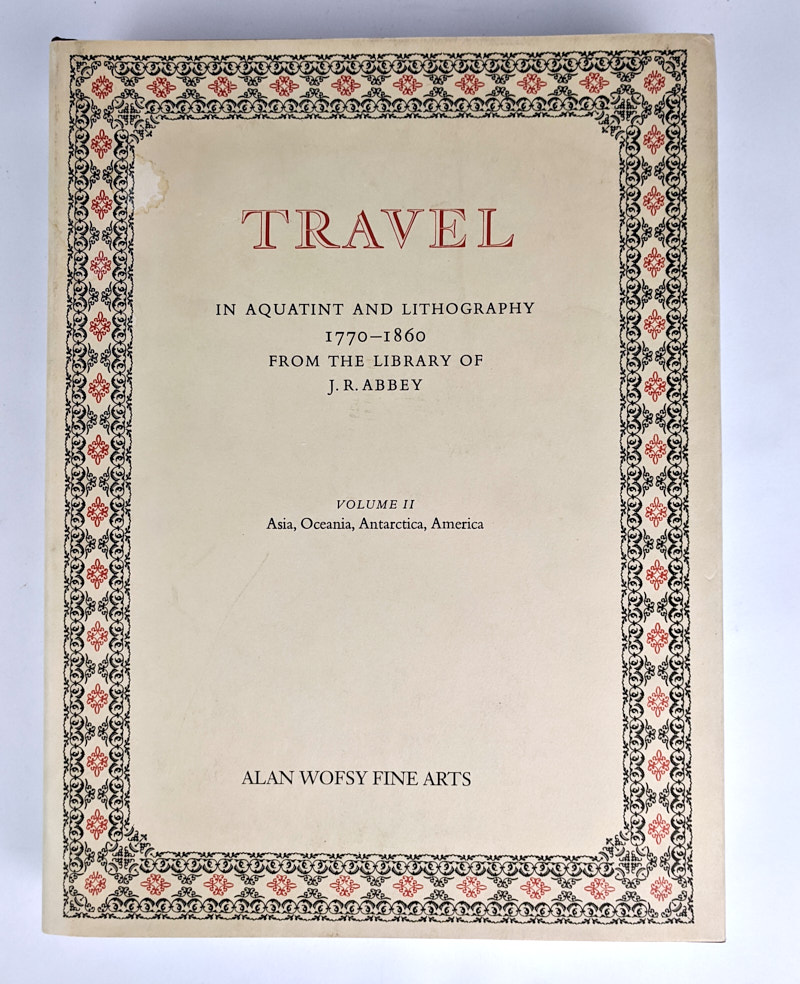 TRAVEL
IN AQUATINT AND LITHOGRAPHY
1770–1860
FROM THE LIBRARY OF
J. R. ABBEY
VOLUME II
Asia, Oceania, Antarctica, America
ALAN WOFSY FINE ARTS